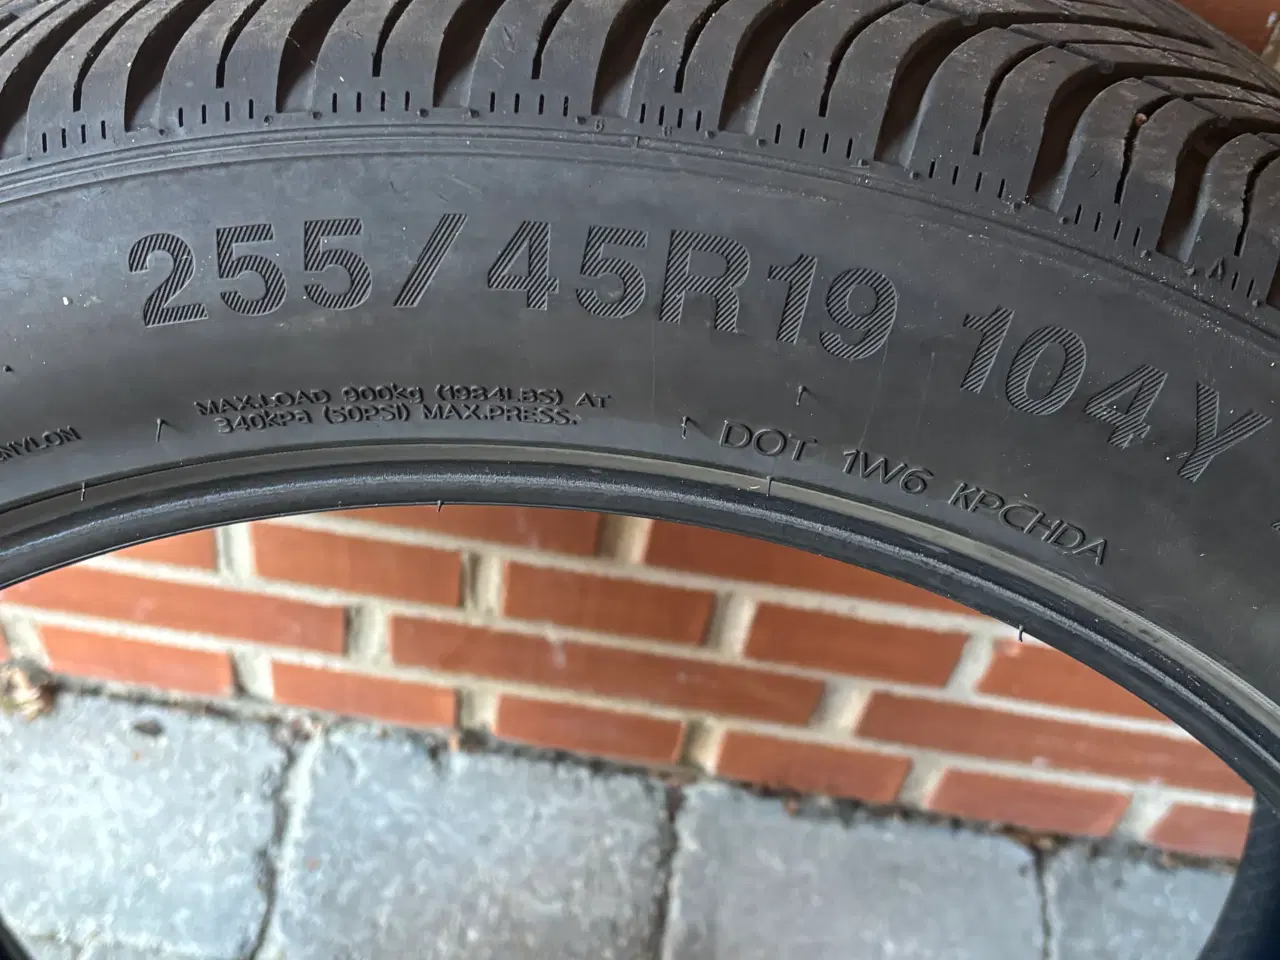 255/45R19 104Y
MAX.LOAD 900kg (1984LBS) AT
340kPa (50PSI) MAX.PRESS.
NYLON
DOT 1W6 KPCHDA